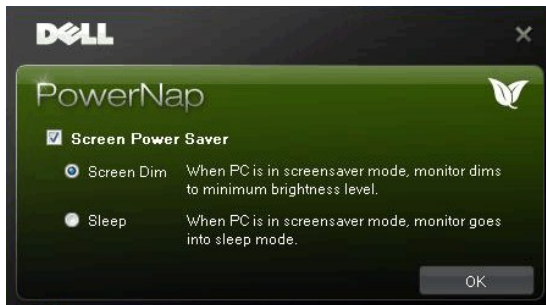 DELL
PowerNap
Screen Power Saver
Screen Dim When PC is in screensaver mode, monitor dims
to minimum brightness level.
Sleep When PC is in screensaver mode, monitor goes
into sleep mode.
OK